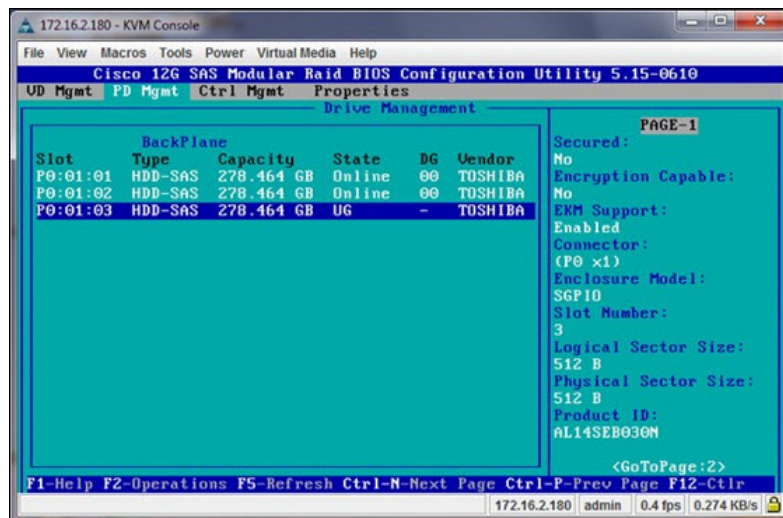 172.16.2.180 - KVM Console
File View Macros Tools Power Virtual Media Help
Cisco 12G SAS Modular Raid BIOS Configuration Utility 5.15-0610
VD Mgmt PD Mgmt Ctrl Mgmt Properties
Drive Management
BackPlane
Slot Type Capacity State DG Vendor
P0:01:01 HDD-SAS 278.464 GB Online 00 TOSHIBA
P0:01:02 HDD-SAS 278.464 GB Online 00 TOSHIBA
P0:01:03 HDD-SAS 278.464 GB UG - TOSHIBA
PAGE-1
Secured:
No
Encryption Capable:
No
EKM Support:
Enabled
Connector:
(P0 x1)
Enclosure Model:
SGPIO
Slot Number:
3
Logical Sector Size:
512 B
Physical Sector Size:
512 B
Product ID:
AL14SEB030N
<GoToPage:2>
F1-Help F2-Operations F5-Refresh Ctrl-N-Next Page Ctrl-P-Prev Page F12-Ctlr
172.16.2.180 admin 0.4 fps 0.274 KB/s